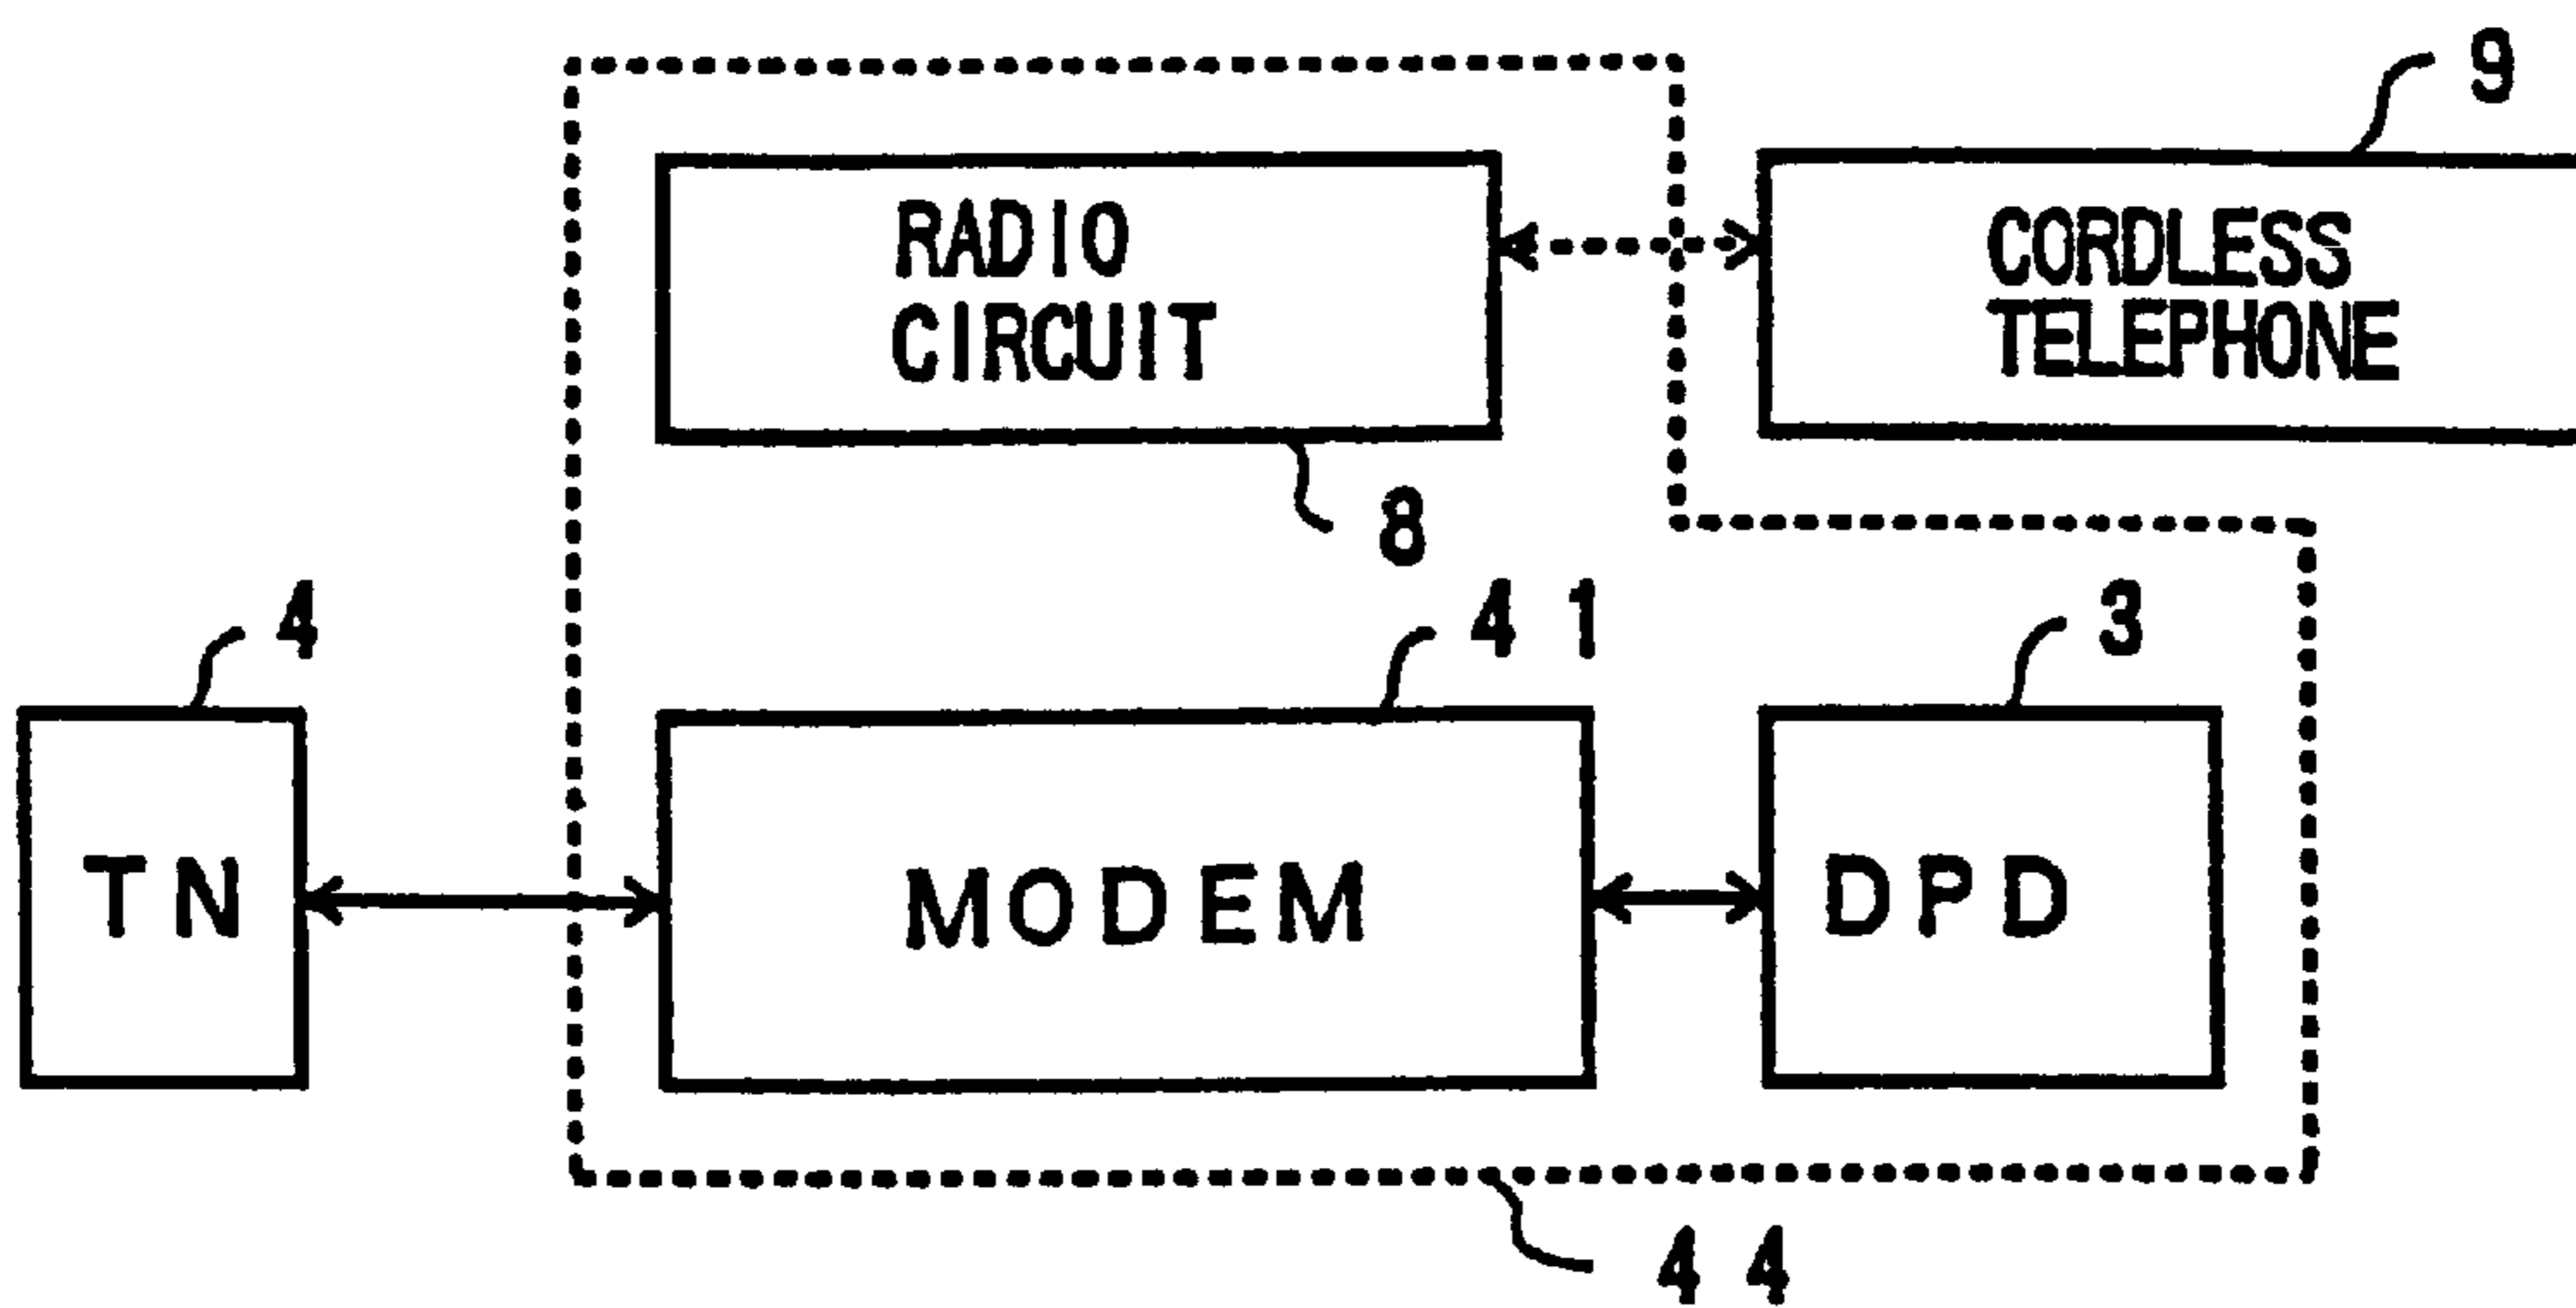 9
RADIO
CIRCUIT
CORDLESS
TELEPHONE
8
4
41
3
TN
MODEM
DPD
44